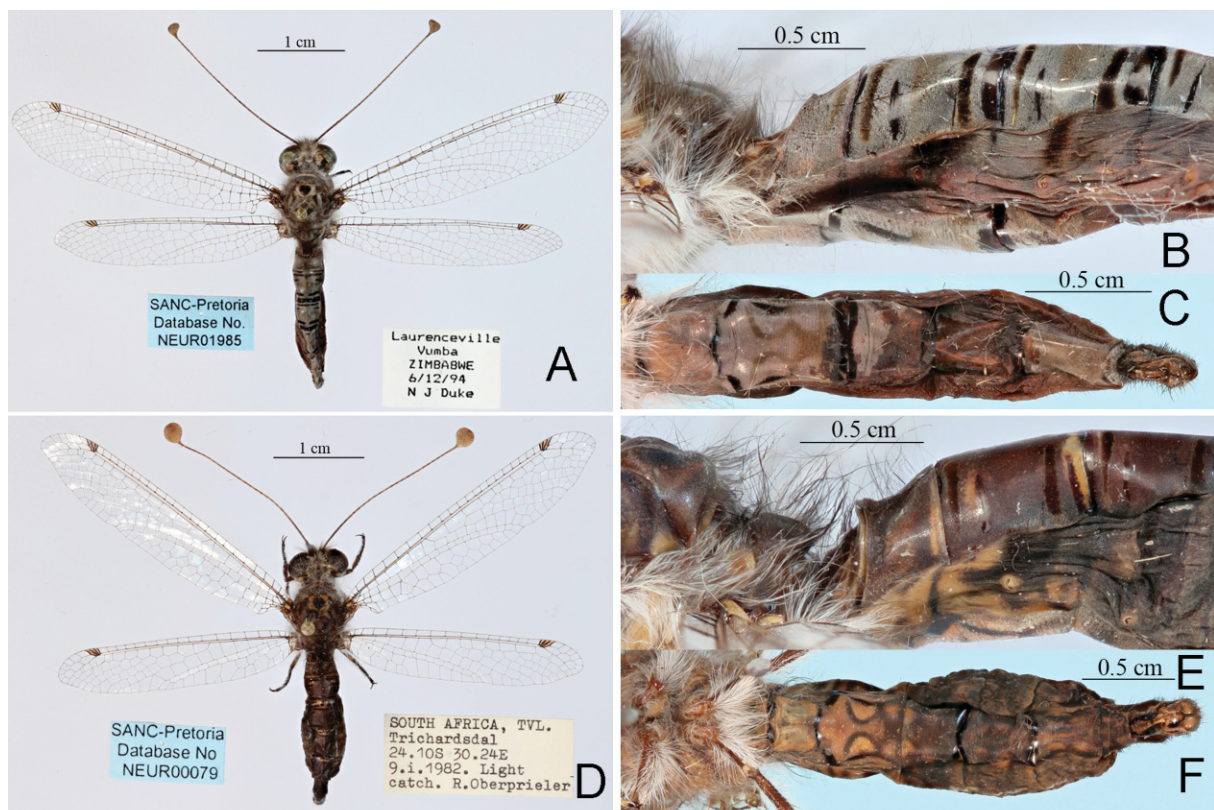 1 cm
SANC-Pretoria
Database No.
NEUR01985
Laurenceville
Vumba
ZIMBABWE
6/12/94
N J Duke
A
0.5 cm
B
0.5 cm
C
1 cm
SANC-Pretoria
Database No
NEUR00079
SOUTH AFRICA, TVL.
Trichardsdal
24.10S 30.24E
9.i.1982. Light
catch. R.Oberprieler
D
0.5 cm
E
0.5 cm
F